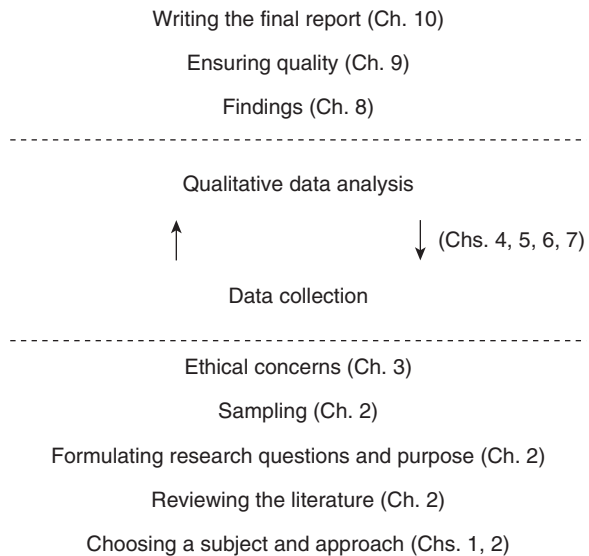 Writing the final report (Ch. 10)
Ensuring quality (Ch. 9)
Findings (Ch. 8)
Qualitative data analysis
(Chs. 4, 5, 6, 7)
Data collection
Ethical concerns (Ch. 3)
Sampling (Ch. 2)
Formulating research questions and purpose (Ch. 2)
Reviewing the literature (Ch. 2)
Choosing a subject and approach (Chs. 1, 2)